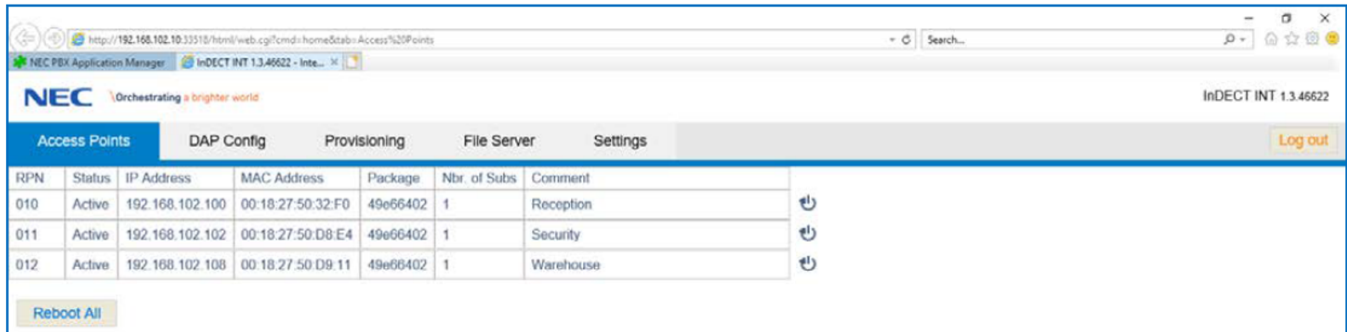 http://192.168.102.10:33518/html/web.cgi?cmd=home&tab=Access%20Points Search...
NEC PBX Application Manager InDECT INT 1.3.46622 - Inte...
NEC \Orchestrating a brighter world InDECT INT 1.3.46622
Access Points DAP Config Provisioning File Server Settings Log out
RPN Status IP Address MAC Address Package Nbr. of Subs Comment
010 Active 192.168.102.100 00:18:27:50:32:F0 49e66402 1 Reception
011 Active 192.168.102.102 00:18:27:50:D8:E4 49e66402 1 Security
012 Active 192.168.102.108 00:18:27:50:D9:11 49e66402 1 Warehouse
Reboot All